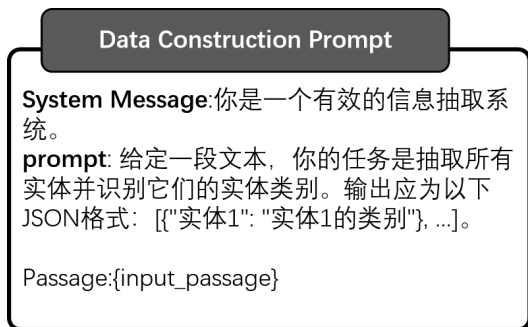 Data Construction Prompt
System Message:你是一个有效的信息抽取系
统。
prompt: 给定一段文本，你的任务是抽取所有
实体并识别它们的实体类别。输出应为以下
JSON格式：[{"实体1": "实体1的类别"}, ...]。
Passage:{input_passage}